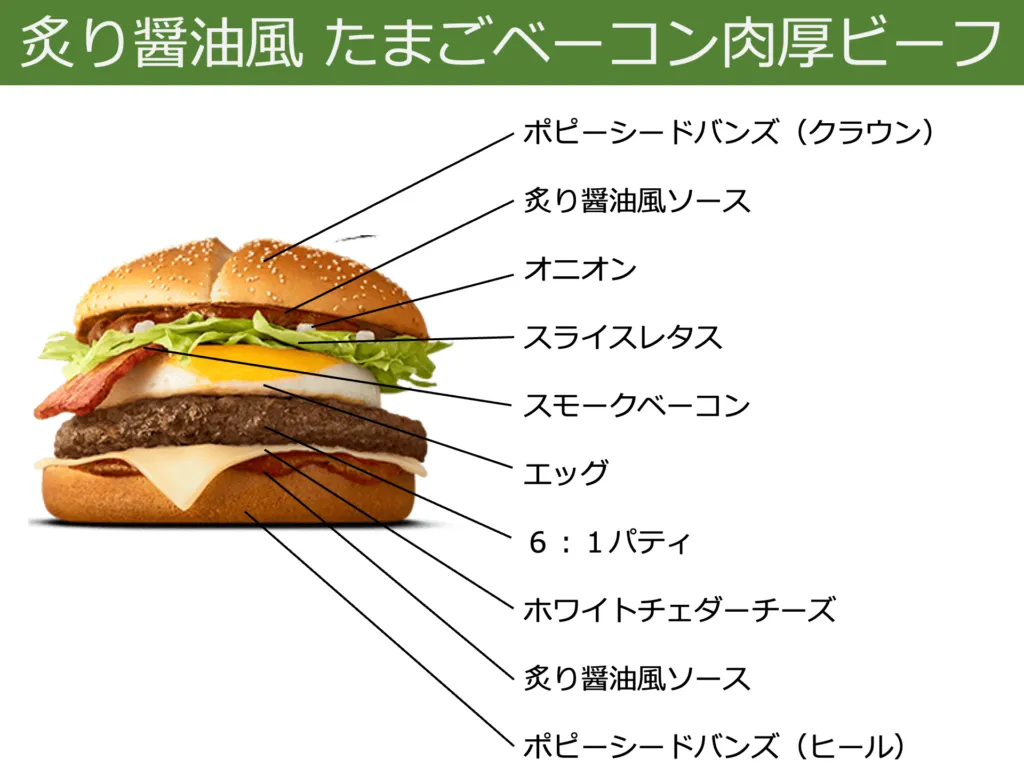 炙り醤油風 たまごベーコン肉厚ビーフ
ポピーシードバンズ（クラウン）
炙り醤油風ソース
オニオン
スライスレタス
スモークベーコン
エッグ
６：１パティ
ホワイトチェダーチーズ
炙り醤油風ソース
ポピーシードバンズ（ヒール）